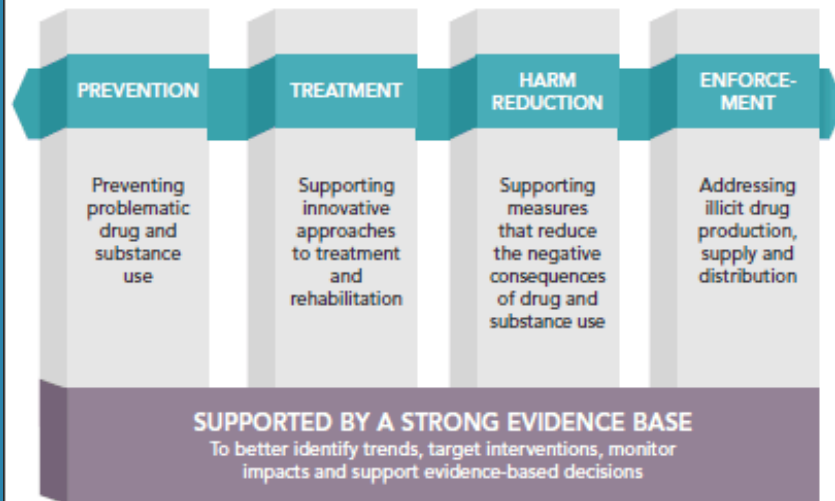 PREVENTION
Preventing
problematic
drug and
substance
use
TREATMENT
Supporting
innovative
approaches
to treatment
and
rehabilitation
HARM
REDUCTION
Supporting
measures
that reduce
the negative
consequences
of drug and
substance use
ENFORCE-
MENT
Addressing
illicit drug
production,
supply and
distribution
SUPPORTED BY A STRONG EVIDENCE BASE
To better identify trends, target interventions, monitor
impacts and support evidence-based decisions